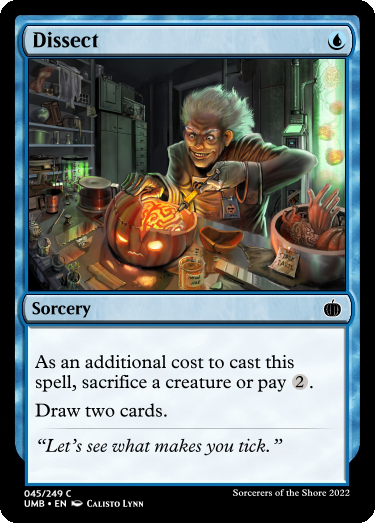 Dissect
Sorcery
As an additional cost to cast this
spell, sacrifice a creature or pay 2.
Draw two cards.
“Let’s see what makes you tick.”
045/249 C
Sorcerers of the Shore 2022
UMB • EN Calisto Lynn